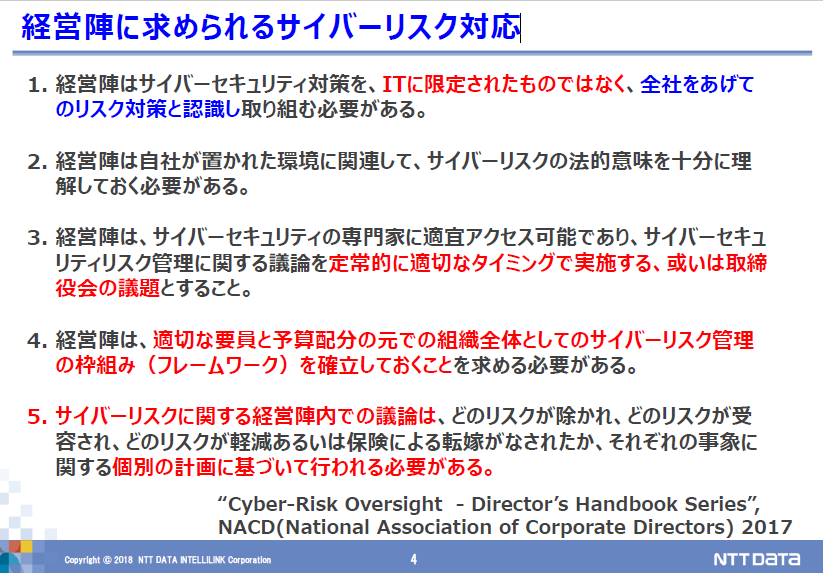 経営陣に求められるサイバーリスク対応
1. 経営陣はサイバーセキュリティ対策を、ITに限定されたものではなく、全社をあげて
のリスク対策と認識し取り組む必要がある。
2. 経営陣は自社が置かれた環境に関連して、サイバーリスクの法的意味を十分に理
解しておく必要がある。
3. 経営陣は、サイバーセキュリティの専門家に適宜アクセス可能であり、サイバーセキュ
リティリスク管理に関する議論を定常的に適切なタイミングで実施する、或いは取締
役会の議題とすること。
4. 経営陣は、適切な要員と予算配分の元での組織全体としてのサイバーリスク管理
の枠組み（フレームワーク）を確立しておくことを求める必要がある。
5. サイバーリスクに関する経営陣内での議論は、どのリスクが除かれ、どのリスクが受
容され、どのリスクが軽減あるいは保険による転嫁がなされたか、それぞれの事象に
関する個別の計画に基づいて行われる必要がある。
“Cyber-Risk Oversight - Director’s Handbook Series”,
NACD(National Association of Corporate Directors) 2017
Copyright © 2018 NTT DATA INTELLILINK Corporation
4
NTT DATA